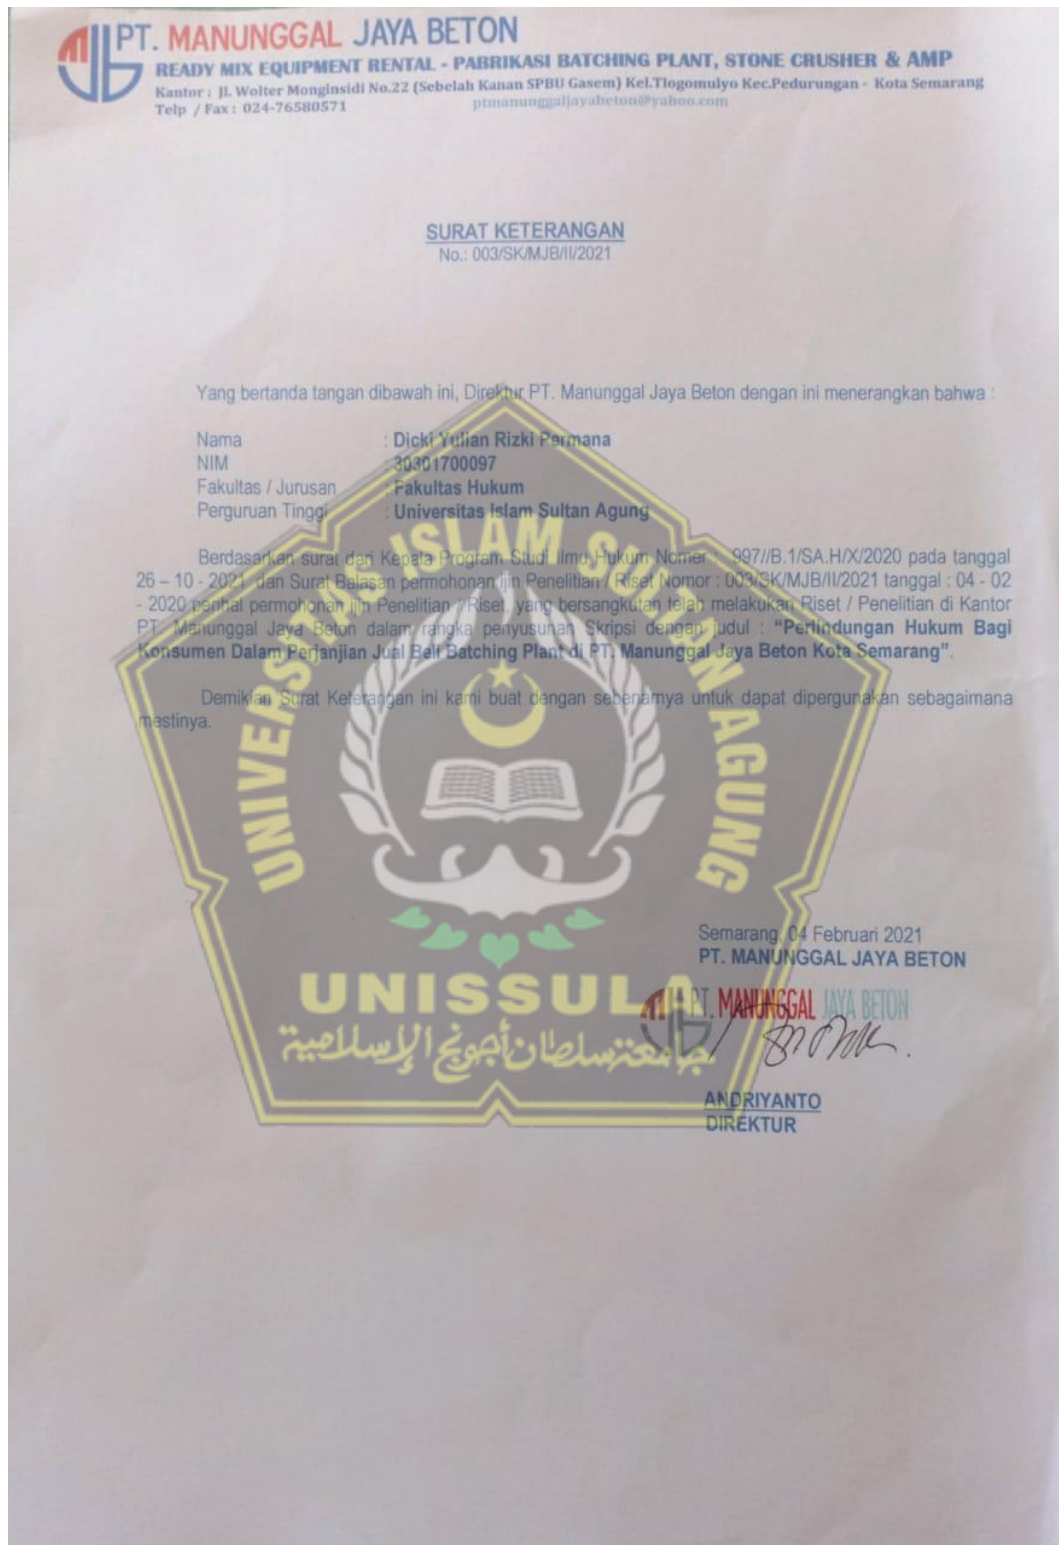 PT. MANUNGGAL JAYA BETON
READY MIX EQUIPMENT RENTAL - PABRIKASI BATCHING PLANT, STONE CRUSHER & AMP
Kantor : Jl. Wolter Monginsidi No.22 (Sebelah Kanan SPBU Gasem) Kel.Tlogomulyo Kec.Pedurungan - Kota Semarang
Telp / Fax : 024-76580571 ptmanunggaljayabeton@yahoo.com
SURAT KETERANGAN
No.: 003/SK/MJB/II/2021
Yang bertanda tangan dibawah ini, Direktur PT. Manunggal Jaya Beton dengan ini menerangkan bahwa :
Nama : Dicki Yulian Rizki Permana
NIM : 30301700097
Fakultas / Jurusan : Fakultas Hukum
Perguruan Tinggi : Universitas Islam Sultan Agung
Berdasarkan surat dari Kepala Program Studi Ilmu Hukum Nomer : 997//B.1/SA.H/X/2020 pada tanggal
26 – 10 - 2021 dan Surat Balasan permohonan ijin Penelitian / Riset Nomor : 003/SK/MJB/II/2021 tanggal : 04 - 02
- 2020 perihal permohonan ijin Penelitian / Riset, yang bersangkutan telah melakukan Riset / Penelitian di Kantor
PT. Manunggal Jaya Beton dalam rangka penyusunan Skripsi dengan judul : “Perlindungan Hukum Bagi
Konsumen Dalam Perjanjian Jual Beli Batching Plant di PT. Manunggal Jaya Beton Kota Semarang”.
Demikian Surat Keterangan ini kami buat dengan sebenarnya untuk dapat dipergunakan sebagaimana
mestinya.
UNIVERSITAS ISLAM SULTAN AGUNG
UNISSULA
جامعتنسلطان أجونج الإسلامية
Semarang, 04 Februari 2021
PT. MANUNGGAL JAYA BETON
PT. MANUNGGAL JAYA BETON
ANDRIYANTO
DIREKTUR